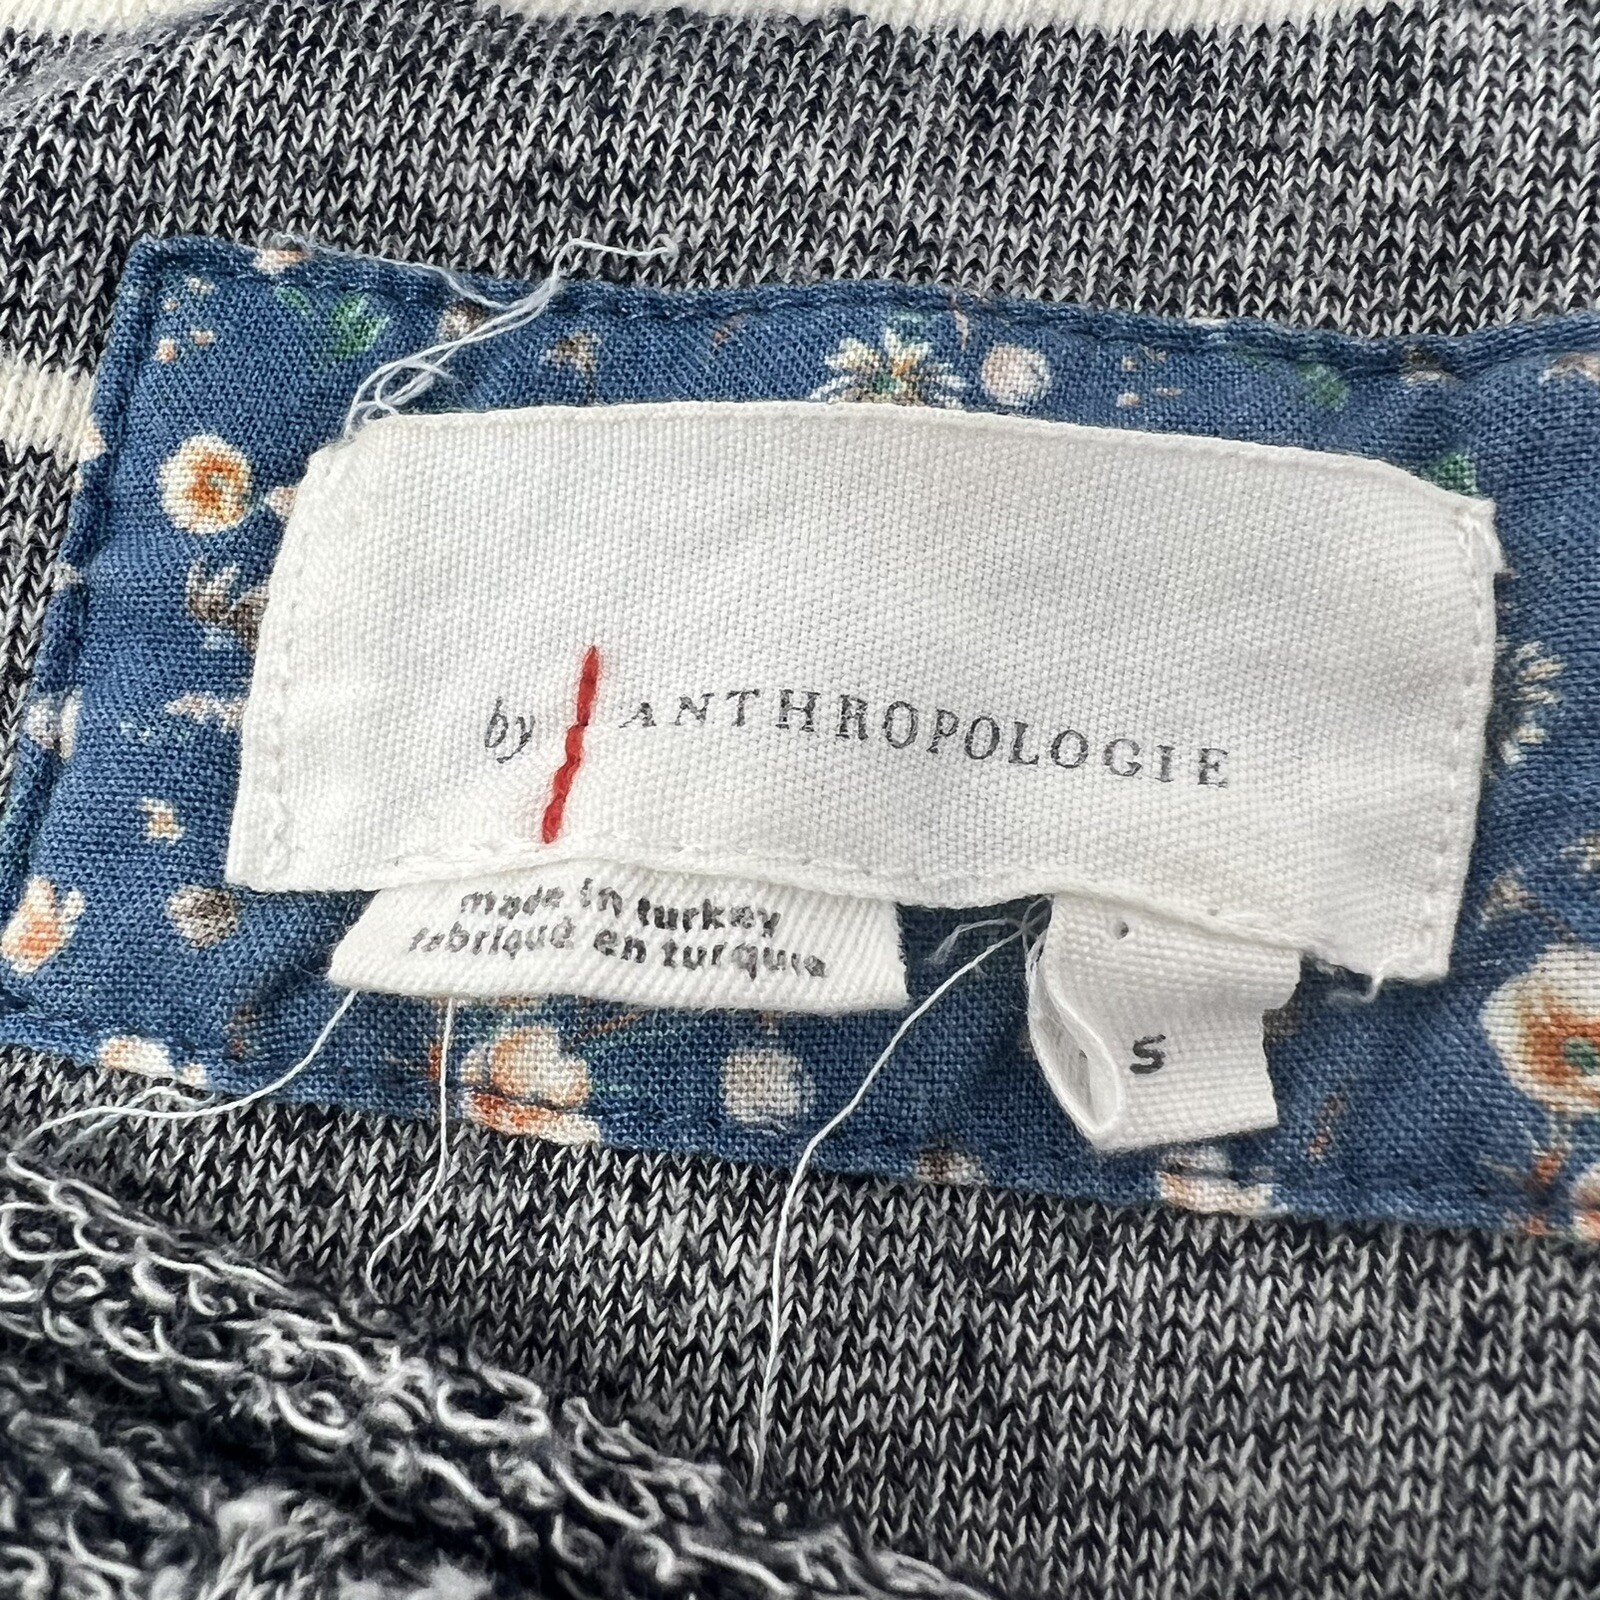 by ANTHROPOLOGIE
made in turkey
fabriqué en turquie
S